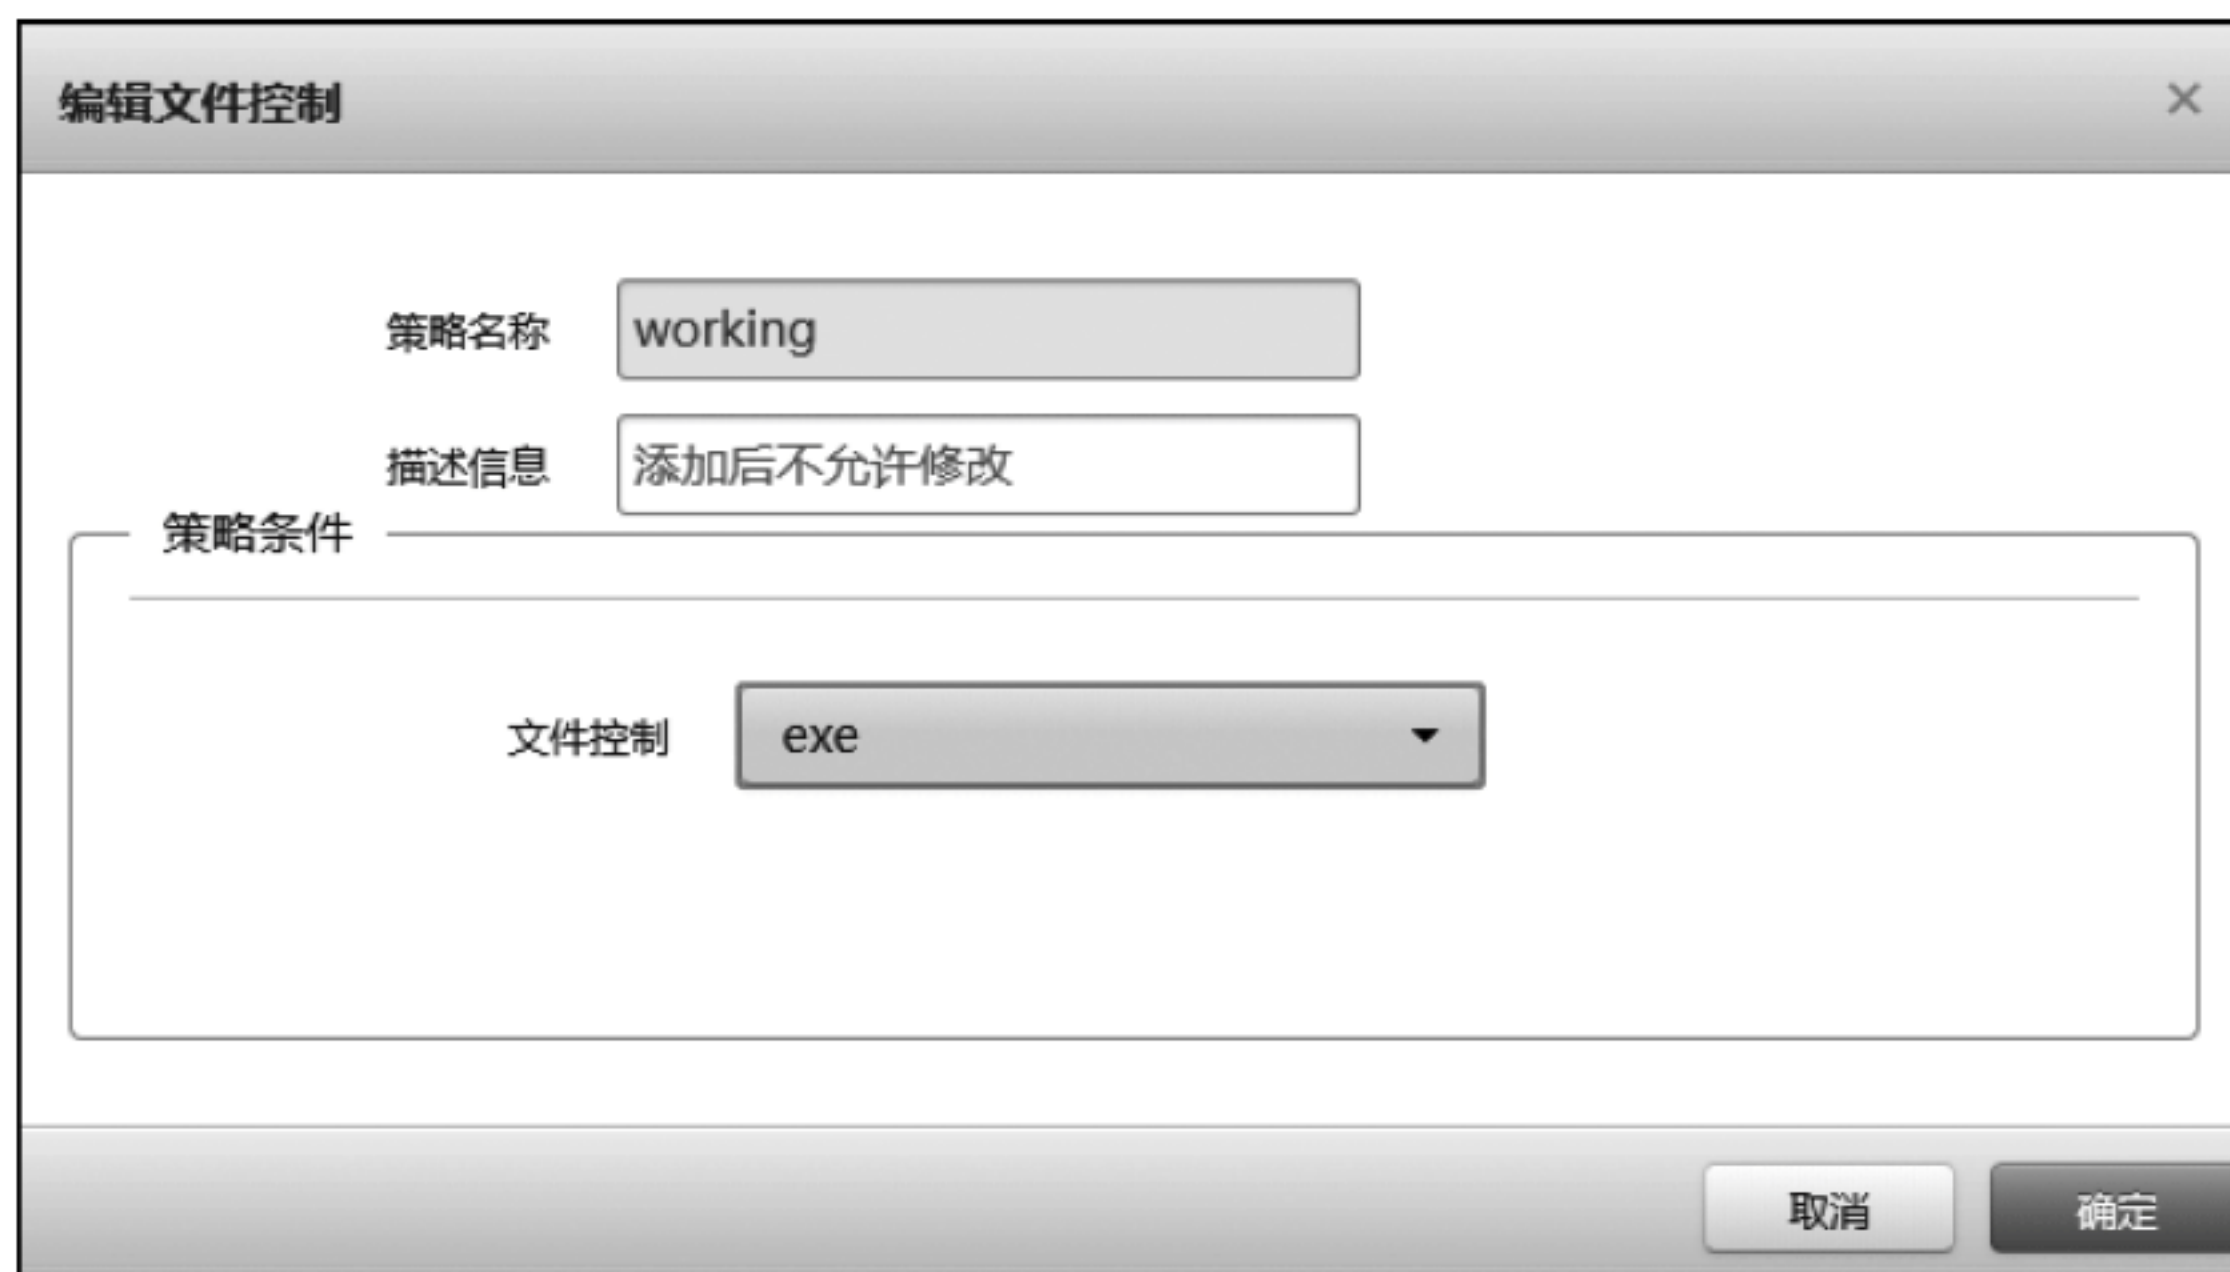 编辑文件控制 ×
策略名称 working
描述信息 添加后不允许修改
策略条件
文件控制 exe
取消 确定